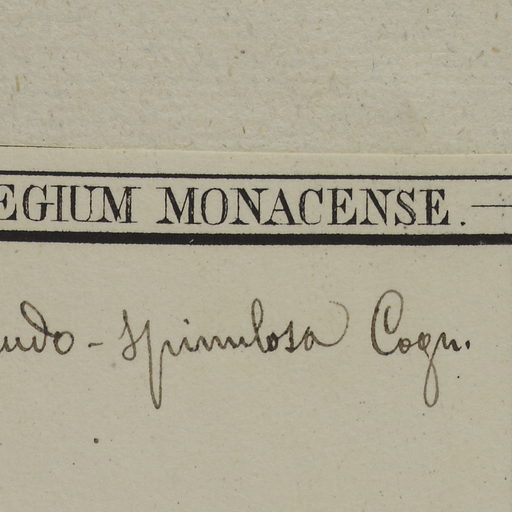 EGIUM MONACENSE.
udo-spinulosa Cogn.